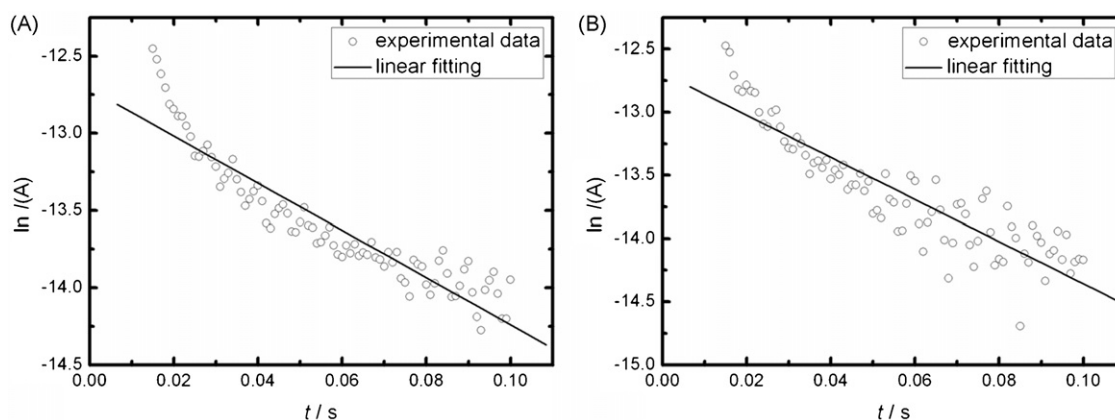 (A)
experimental data
linear fitting
-12.5
-13.0
-13.5
-14.0
-14.5
ln I(A)
0.00 0.02 0.04 0.06 0.08 0.10
t / s
(B)
experimental data
linear fitting
-12.5
-13.0
-13.5
-14.0
-14.5
-15.0
ln I(A)
0.00 0.02 0.04 0.06 0.08 0.10
t / s